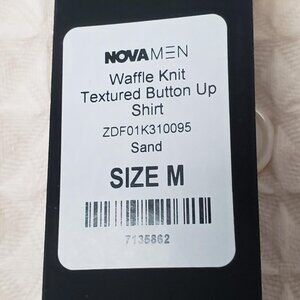 NOVAMEN
Waffle Knit
Textured Button Up
Shirt
ZDF01K310095
Sand
SIZE M
7135862